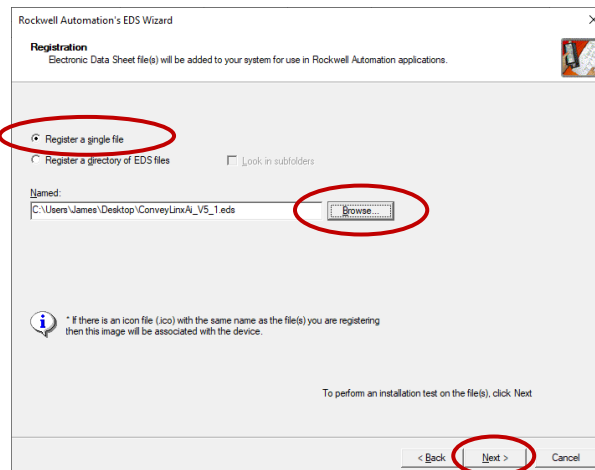 Rockwell Automation's EDS Wizard
Registration
Electronic Data Sheet file(s) will be added to your system for use in Rockwell Automation applications.
Register a single file
Register a directory of EDS files Look in subfolders
Named:
C:\Users\James\Desktop\ConveyLinxAi_V5_1.eds Browse...
* If there is an icon file (.ico) with the same name as the file(s) you are registering
then this image will be associated with the device.
To perform an installation test on the file(s), click Next
< Back Next > Cancel